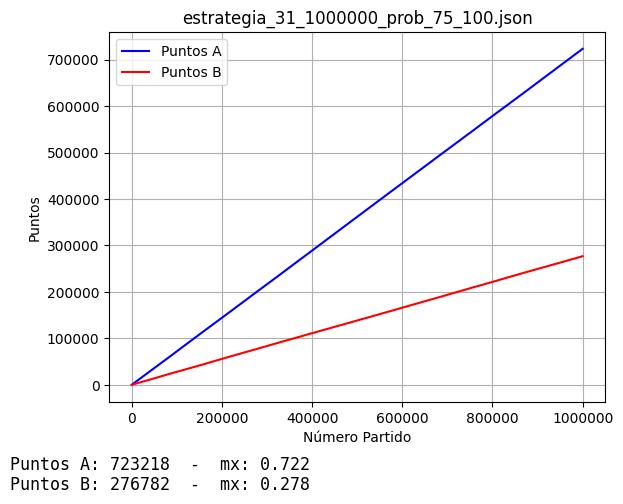 estrategia_31_1000000_prob_75_100.json
Puntos A
Puntos B
700000
600000
500000
400000
300000
200000
100000
0
Puntos
0 200000 400000 600000 800000 1000000
Número Partido
Puntos A: 723218 - mx: 0.722
Puntos B: 276782 - mx: 0.278